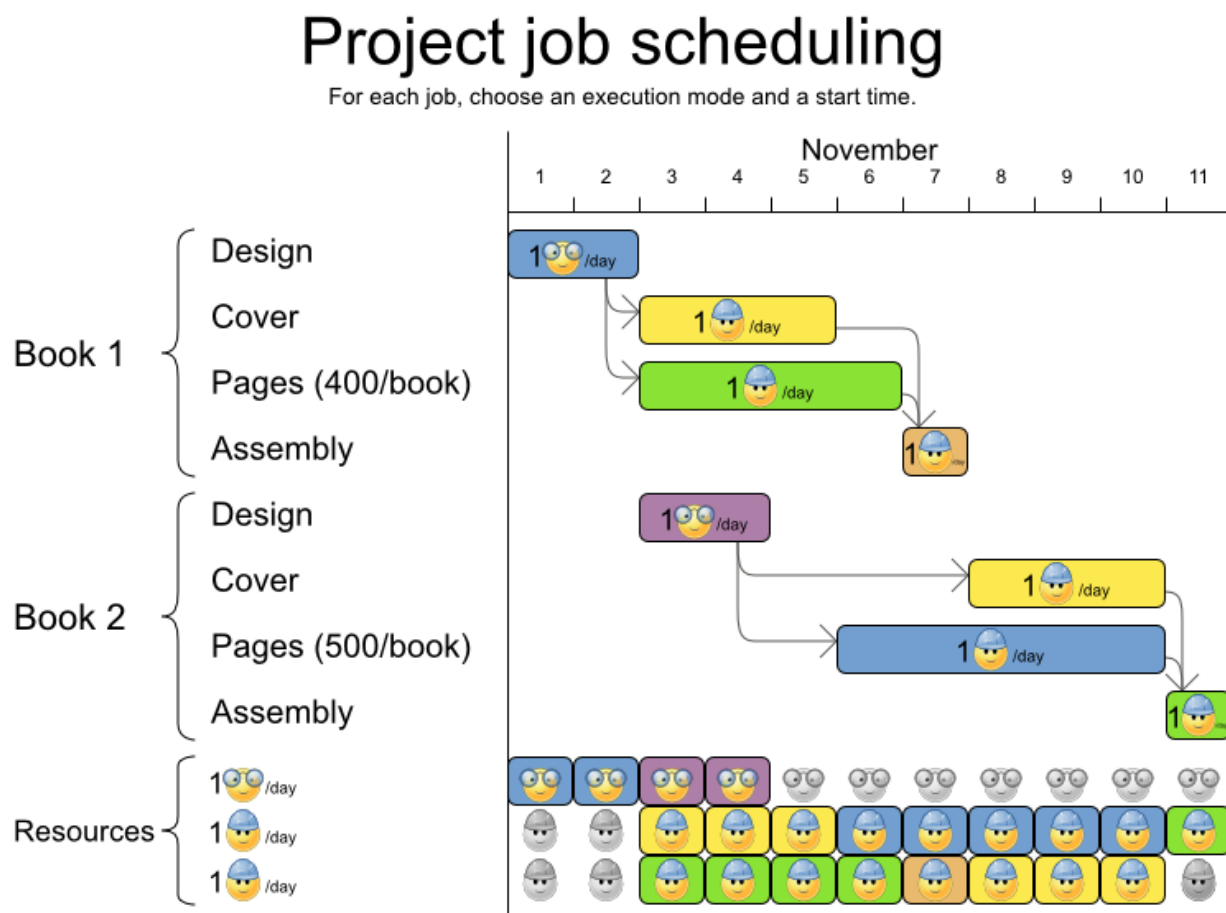 Project job scheduling
For each job, choose an execution mode and a start time.
November
1 2 3 4 5 6 7 8 9 10 11
Book 1
Design
1 /day
Cover
1 /day
Pages (400/book)
1 /day
Assembly
1 /day
Book 2
Design
1 /day
Cover
1 /day
Pages (500/book)
1 /day
Assembly
1 /day
Resources
1 /day
1 /day
1 /day